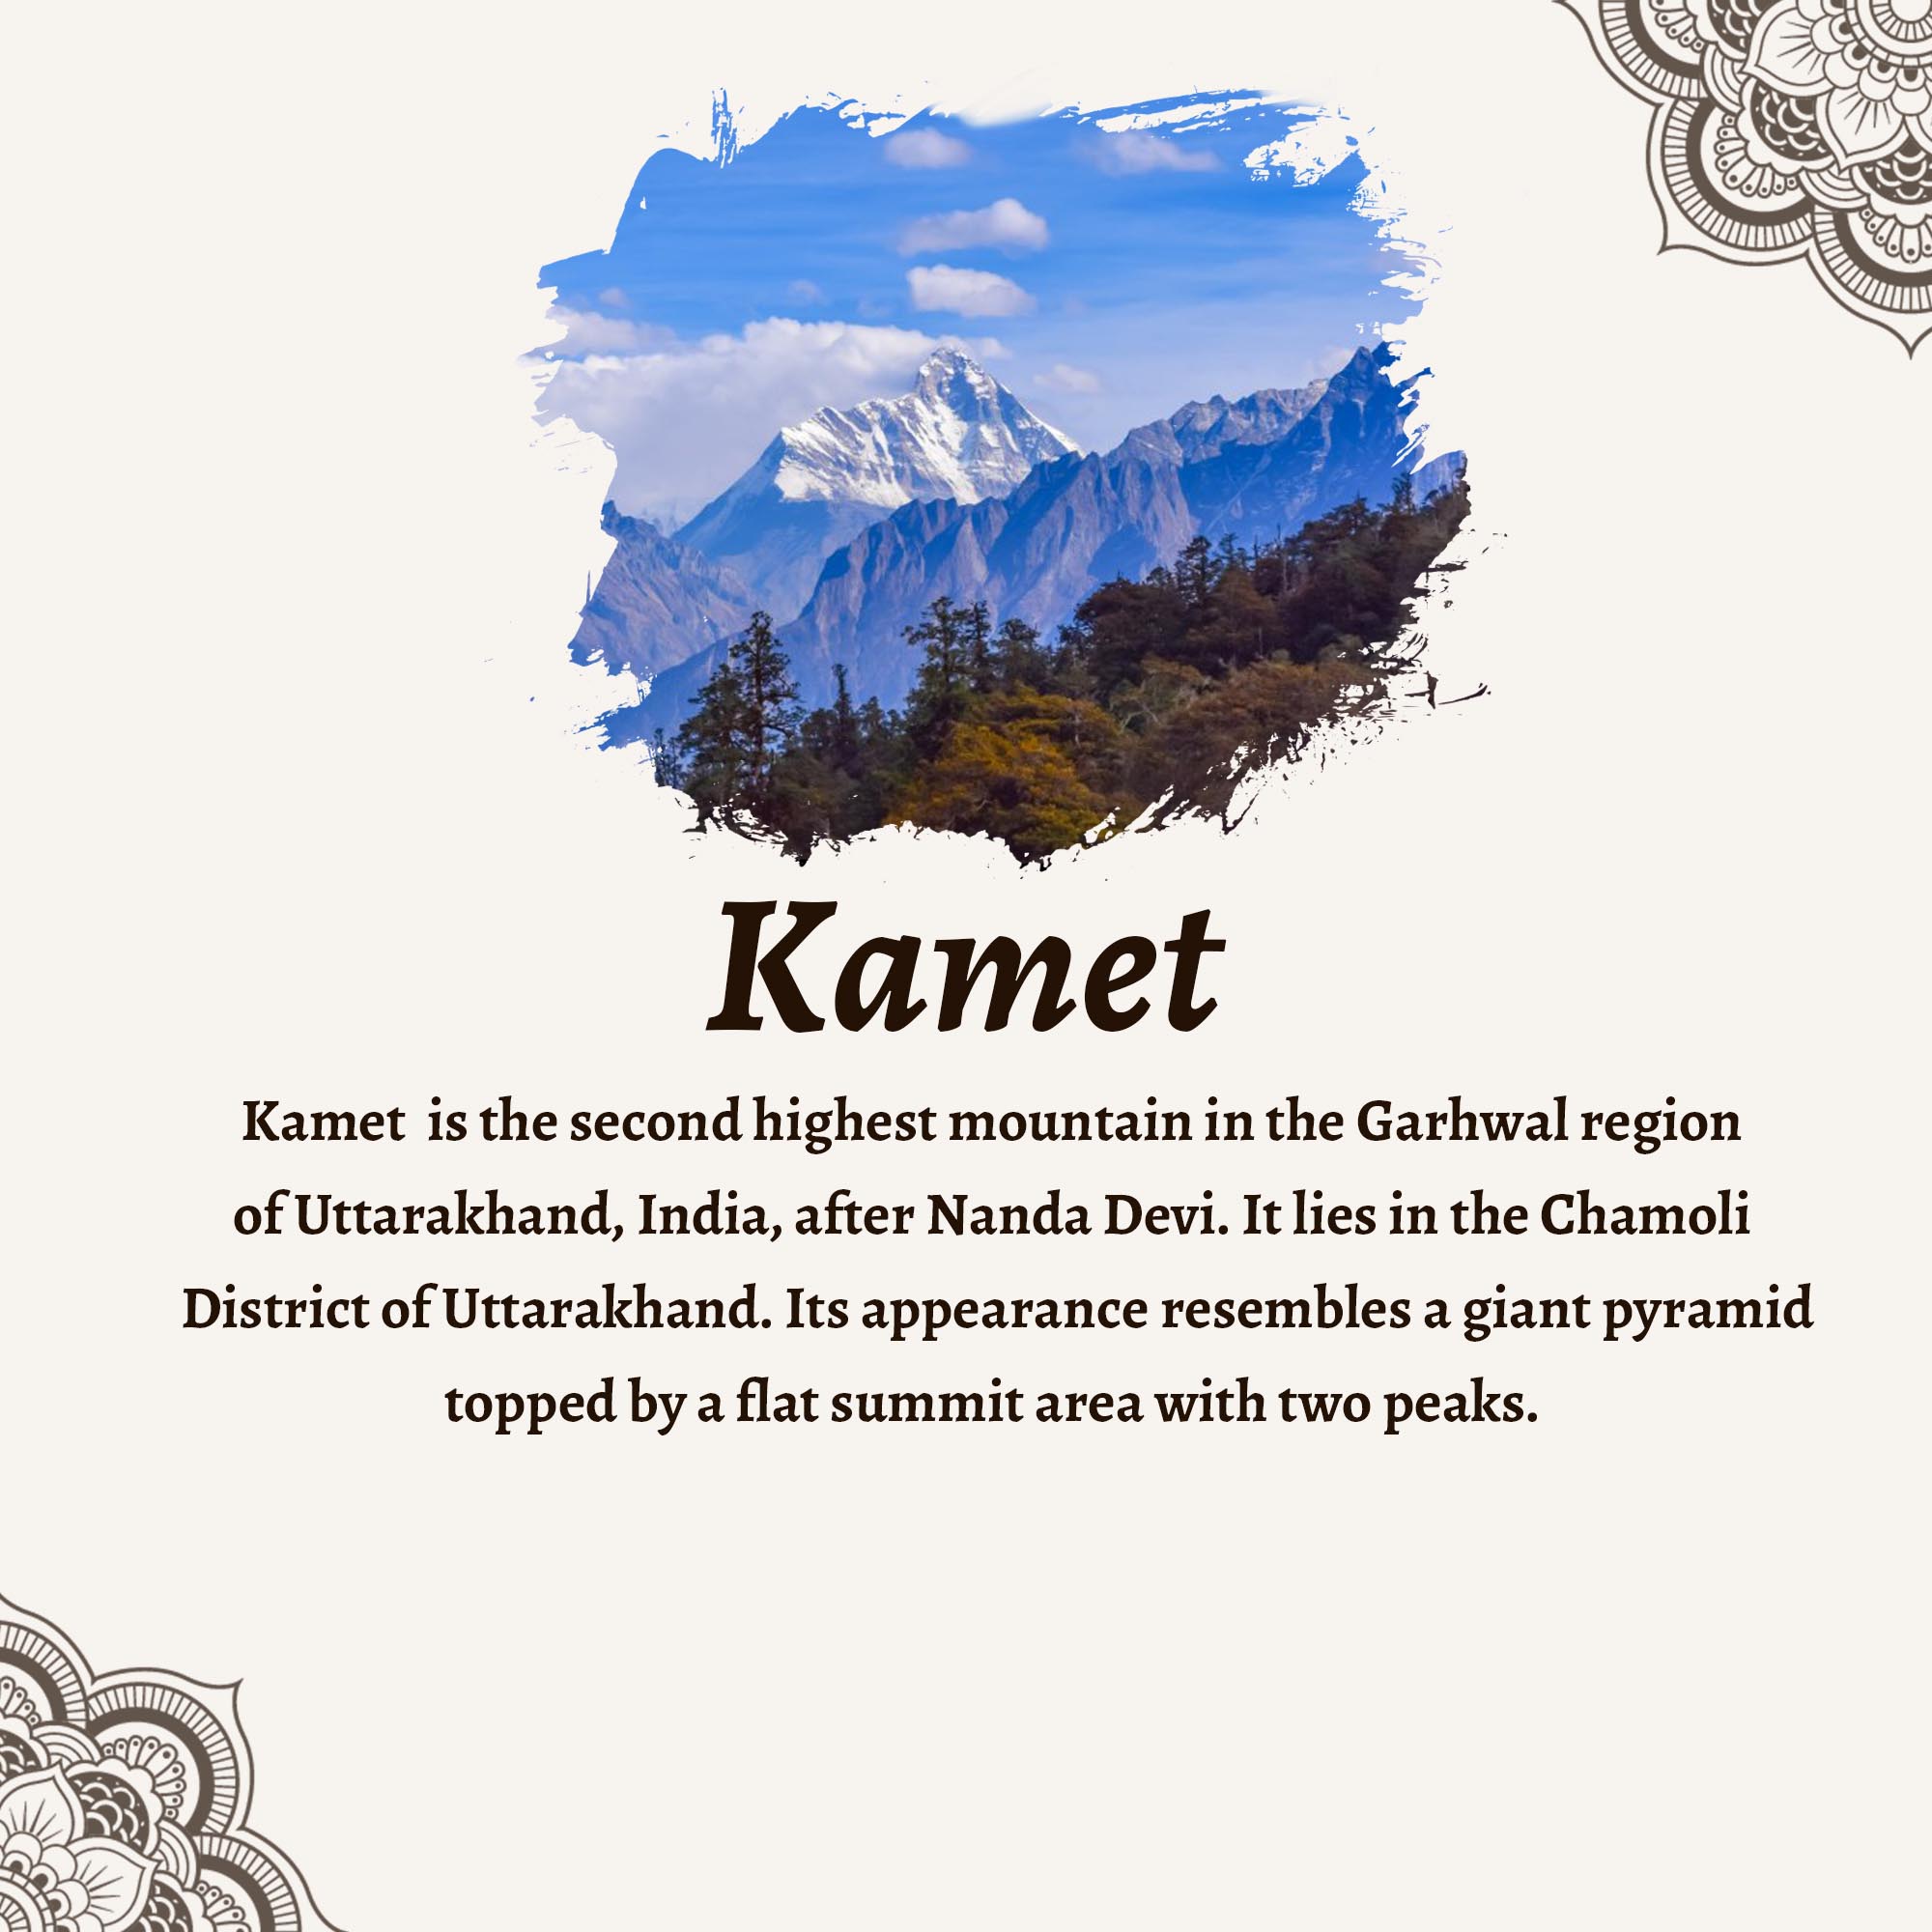 Kamet
Kamet  is the second highest mountain in the Garhwal region
of Uttarakhand, India, after Nanda Devi. It lies in the Chamoli
District of Uttarakhand. Its appearance resembles a giant pyramid
topped by a flat summit area with two peaks.